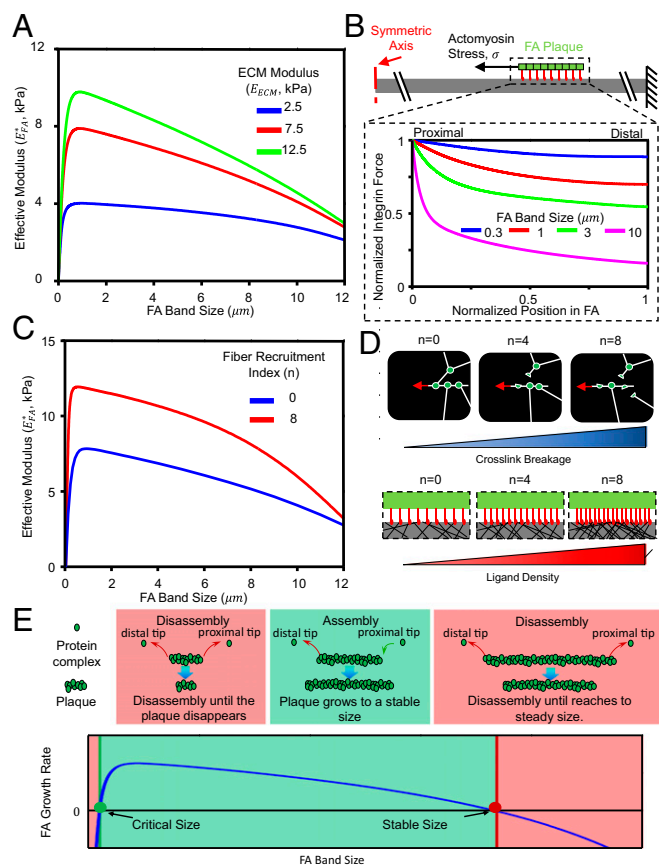 A
12
8
4
0
Effective Modulus (E*FA, kPa)
ECM Modulus
(E_ECM, kPa)
2.5
7.5
12.5
0 2 4 6 8 10 12
FA Band Size (μm)
B
Symmetric
Axis
Actomyosin
Stress, σ
FA Plaque
Proximal
Distal
1
0.5
0
Normalized Integrin Force
FA Band Size (μm)
0.3 1 3 10
0 0.5 1
Normalized Position in FA
C
15
10
5
0
Effective Modulus (E*FA, kPa)
Fiber Recruitment
Index (n)
0
8
0 2 4 6 8 10 12
FA Band Size (μm)
D
n=0 n=4 n=8
Crosslink Breakage
n=0 n=4 n=8
Ligand Density
E
Protein
complex
Plaque
Disassembly
distal tip
proximal tip
Disassembly until the
plaque disappears
Assembly
distal tip
proximal tip
Plaque grows to a stable
size
Disassembly
distal tip
proximal tip
Disassembly until reaches to
steady size.
FA Growth Rate
0
Critical Size
Stable Size
FA Band Size